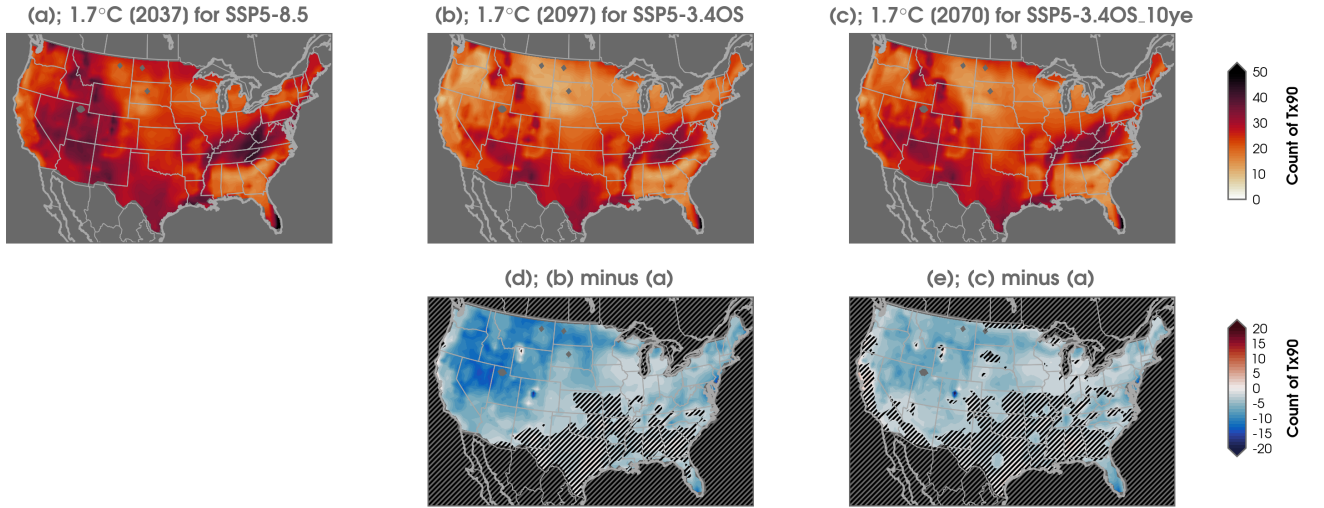 (a); 1.7°C (2037) for SSP5-8.5
(b); 1.7°C (2097) for SSP5-3.4OS
(c); 1.7°C (2070) for SSP5-3.4OS_10ye
50
40
30
20
10
0
Count of Tx90
(d); (b) minus (a)
(e); (c) minus (a)
20
15
10
5
0
-5
-10
-15
-20
Count of Tx90